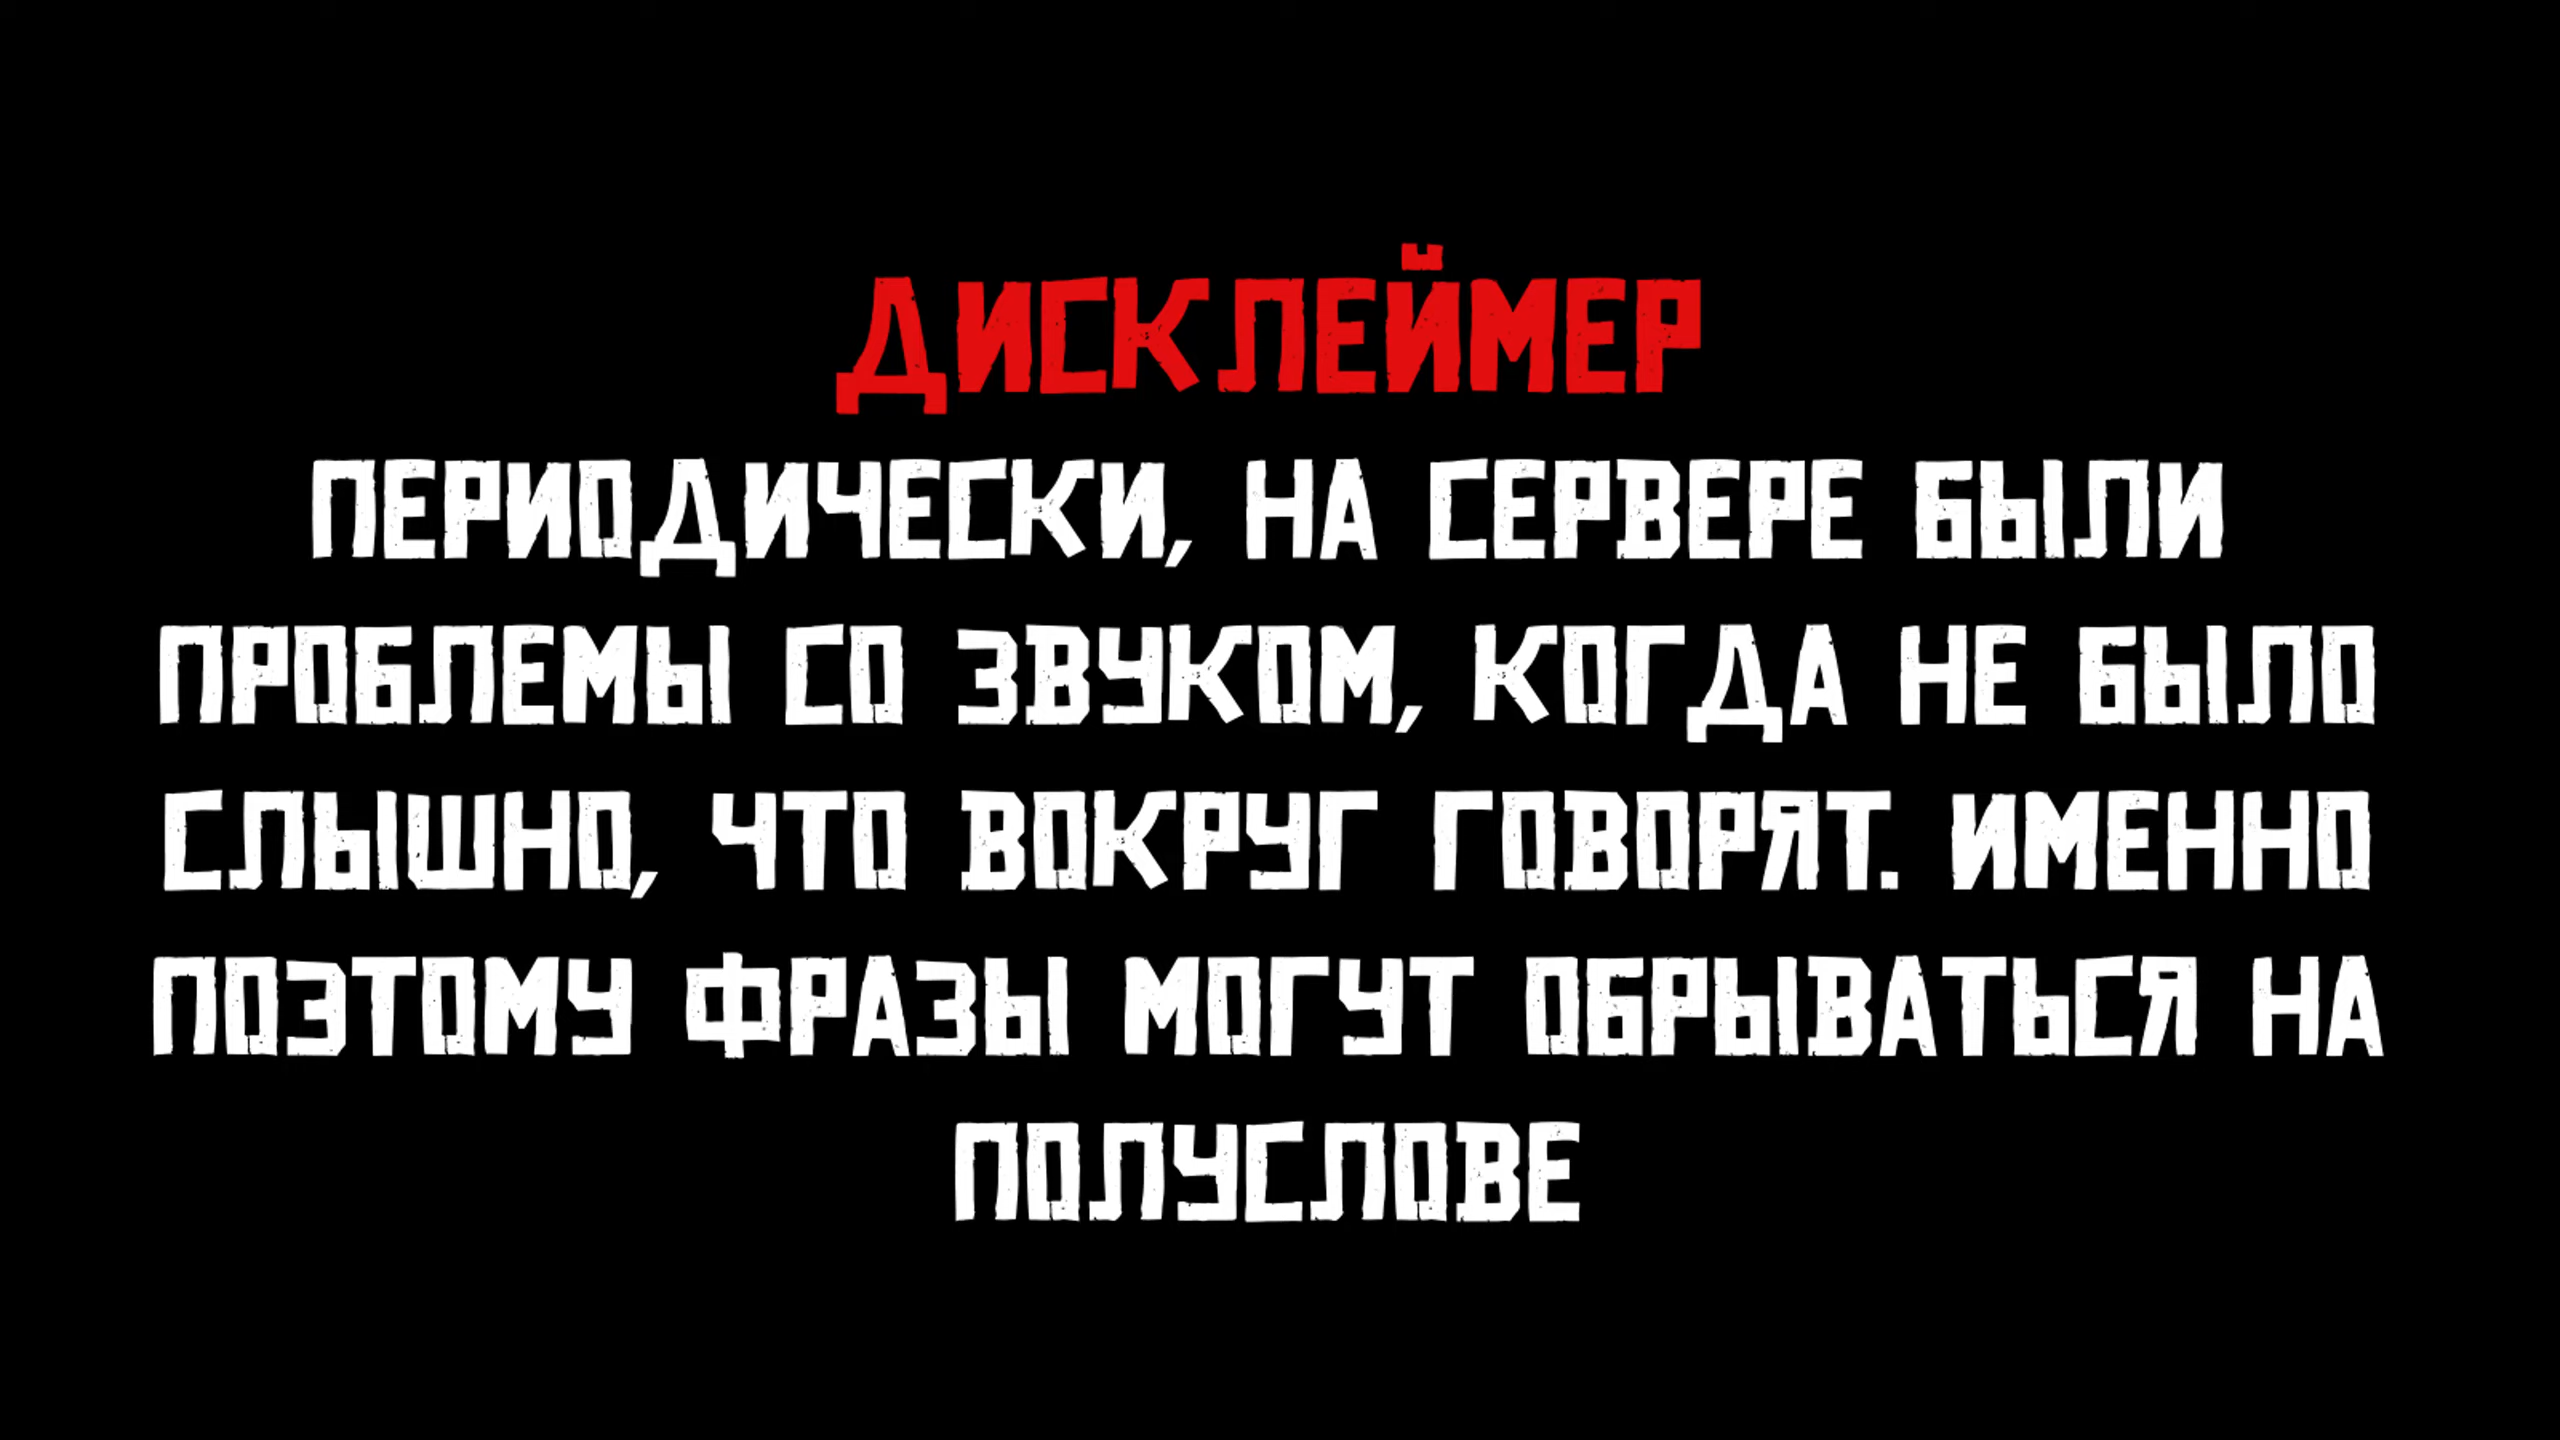 ДИСКЛЕЙМЕР
ПЕРИОДИЧЕСКИ, НА СЕРВЕРЕ БЫЛИ
ПРОБЛЕМЫ СО ЗВУКОМ, КОГДА НЕ БЫЛО
СЛЫШНО, ЧТО ВОКРУГ ГОВОРЯТ. ИМЕННО
ПОЭТОМУ ФРАЗЫ МОГУТ ОБРЫВАТЬСЯ НА
ПОЛУСЛОВЕ